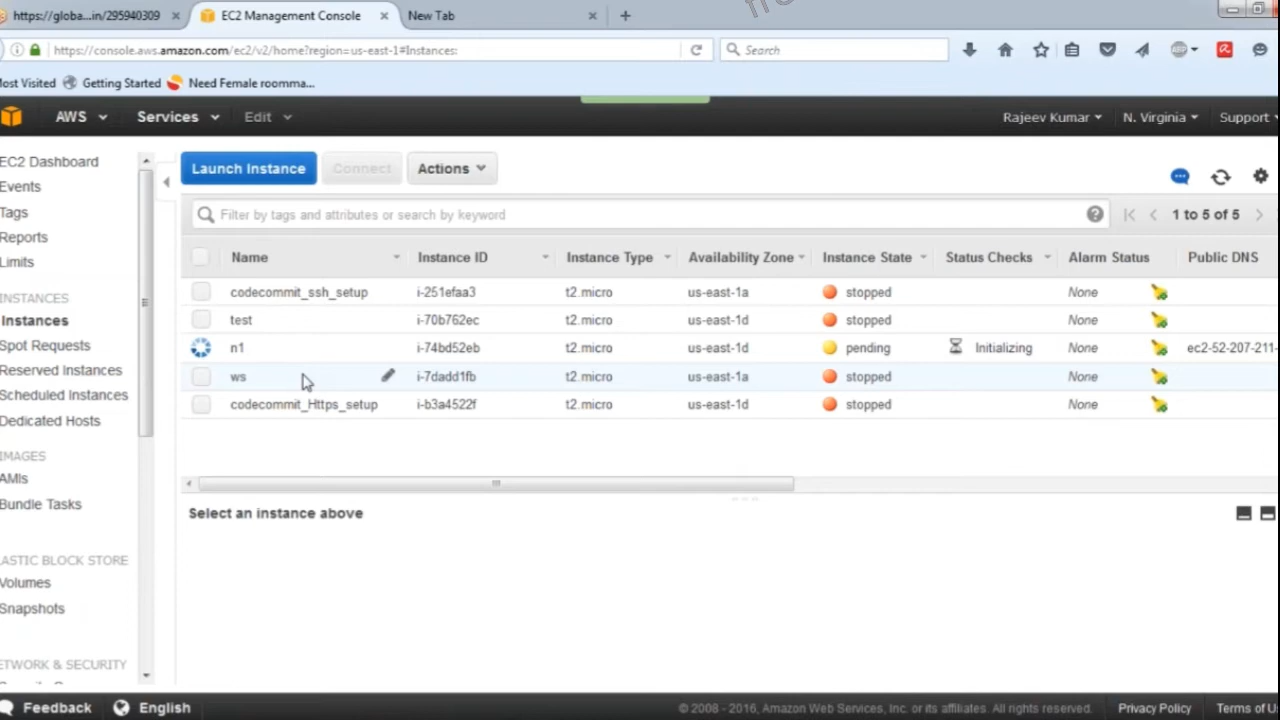 https://globa...in/295940309 EC2 Management Console New Tab
https://console.aws.amazon.com/ec2/v2/home?region=us-east-1#Instances: Search
ost Visited Getting Started Need Female roomma...
AWS Services Edit Rajeev Kumar N. Virginia Support
EC2 Dashboard
Events
Tags
Reports
Limits
INSTANCES
Instances
Spot Requests
Reserved Instances
Scheduled Instances
Dedicated Hosts
IMAGES
AMIs
Bundle Tasks
LASTIC BLOCK STORE
Volumes
Snapshots
ETWORK & SECURITY
Launch Instance Connect Actions
Filter by tags and attributes or search by keyword 1 to 5 of 5
Name Instance ID Instance Type Availability Zone Instance State Status Checks Alarm Status Public DNS
codecommit_ssh_setup i-251efaa3 t2.micro us-east-1a stopped None
test i-70b762ec t2.micro us-east-1d stopped None
n1 i-74bd52eb t2.micro us-east-1d pending Initializing None ec2-52-207-211-
ws i-7dadd1fb t2.micro us-east-1a stopped None
codecommit_Https_setup i-b3a4522f t2.micro us-east-1d stopped None
Select an instance above
Feedback English © 2008 - 2016, Amazon Web Services, Inc. or its affiliates. All rights reserved. Privacy Policy Terms of U